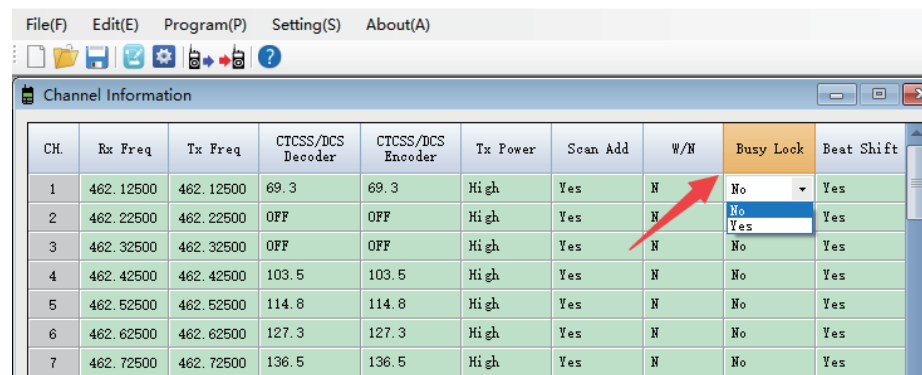 File(F) Edit(E) Program(P) Setting(S) About(A)
?
Channel Information
CH. Rx Freq Tx Freq CTCSS/DCS Decoder CTCSS/DCS Encoder Tx Power Scan Add W/N Busy Lock Beat Shift
1 462.12500 462.12500 69.3 69.3 High Yes N No Yes
No
Yes
2 462.22500 462.22500 OFF OFF High Yes N Yes
3 462.32500 462.32500 OFF OFF High Yes N No Yes
4 462.42500 462.42500 103.5 103.5 High Yes N No Yes
5 462.52500 462.52500 114.8 114.8 High Yes N No Yes
6 462.62500 462.62500 127.3 127.3 High Yes N No Yes
7 462.72500 462.72500 136.5 136.5 High Yes N No Yes